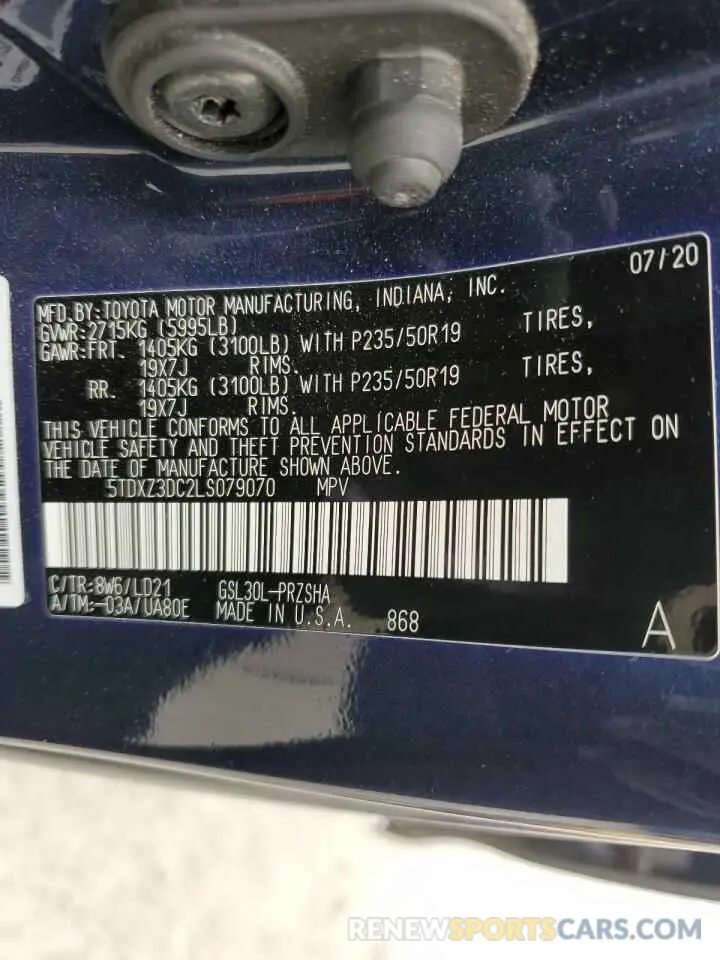 07/20
MFD.BY:TOYOTA MOTOR MANUFACTURING, INDIANA, INC.
GVWR:2715KG (5995LB)
GAWR:FRT. 1405KG (3100LB) WITH P235/50R19 TIRES,
19X7J RIMS.
RR. 1405KG (3100LB) WITH P235/50R19 TIRES,
19X7J RIMS.
THIS VEHICLE CONFORMS TO ALL APPLICABLE FEDERAL MOTOR
VEHICLE SAFETY AND THEFT PREVENTION STANDARDS IN EFFECT ON
THE DATE OF MANUFACTURE SHOWN ABOVE.
5TDXZ3DC2LS079070 MPV
C/TR:8W6/LD21 GSL30L-PRZSHA
A/TM:-03A/UA80E MADE IN U.S.A. 868
A
RENEWSPORTSCARS.COM